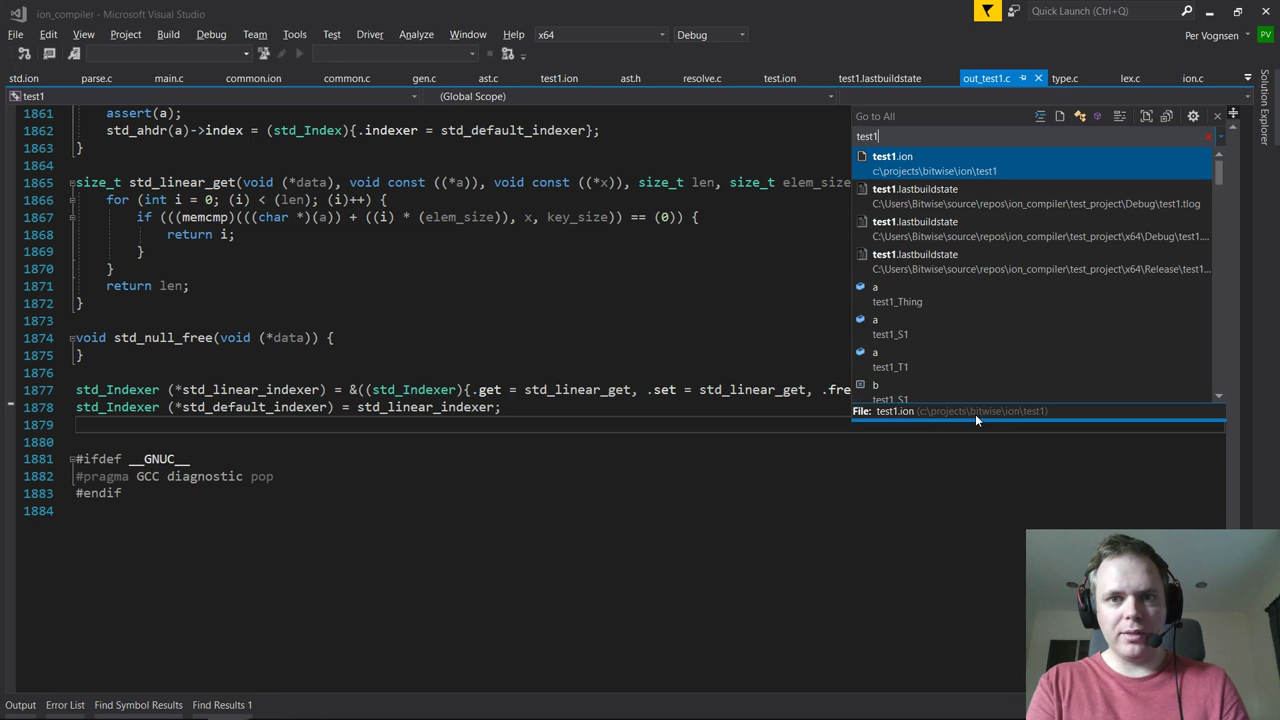 ion_compiler - Microsoft Visual Studio
Quick Launch (Ctrl+Q)
File Edit View Project Build Debug Team Tools Test Driver Analyze Window Help x64 Debug Per Vognsen PV
std.ion parse.c main.c common.ion common.c gen.c ast.c test1.ion ast.h resolve.c test.ion test1.lastbuildstate out_test1.c type.c lex.c ion.c
test1 (Global Scope)
Solution Explorer
1861 assert(a);
1862 std_ahdr(a)->index = (std_Index){.indexer = std_default_indexer};
1863 }
1864
1865 size_t std_linear_get(void (*data), void const ((*a)), void const ((*x)), size_t len, size_t elem_size
1866 for (int i = 0; (i) < (len); (i)++) {
1867 if (((memcmp)(((char *)(a)) + ((i) * (elem_size)), x, key_size)) == (0)) {
1868 return i;
1869 }
1870 }
1871 return len;
1872 }
1873
1874 void std_null_free(void (*data)) {
1875 }
1876
1877 std_Indexer (*std_linear_indexer) = &((std_Indexer){.get = std_linear_get, .set = std_linear_get, .fre
1878 std_Indexer (*std_default_indexer) = std_linear_indexer;
1879
1880
1881 #ifdef __GNUC__
1882 #pragma GCC diagnostic pop
1883 #endif
1884
Go to All
test1
test1.ion
c:\projects\bitwise\ion\test1
test1.lastbuildstate
C:\Users\Bitwise\source\repos\ion_compiler\test_project\Debug\test1.tlog
test1.lastbuildstate
C:\Users\Bitwise\source\repos\ion_compiler\test_project\x64\Debug\test1....
test1.lastbuildstate
C:\Users\Bitwise\source\repos\ion_compiler\test_project\x64\Release\test1...
a
test1_Thing
a
test1_S1
a
test1_T1
b
test1_S1
File: test1.ion (c:\projects\bitwise\ion\test1)
Output Error List Find Symbol Results Find Results 1